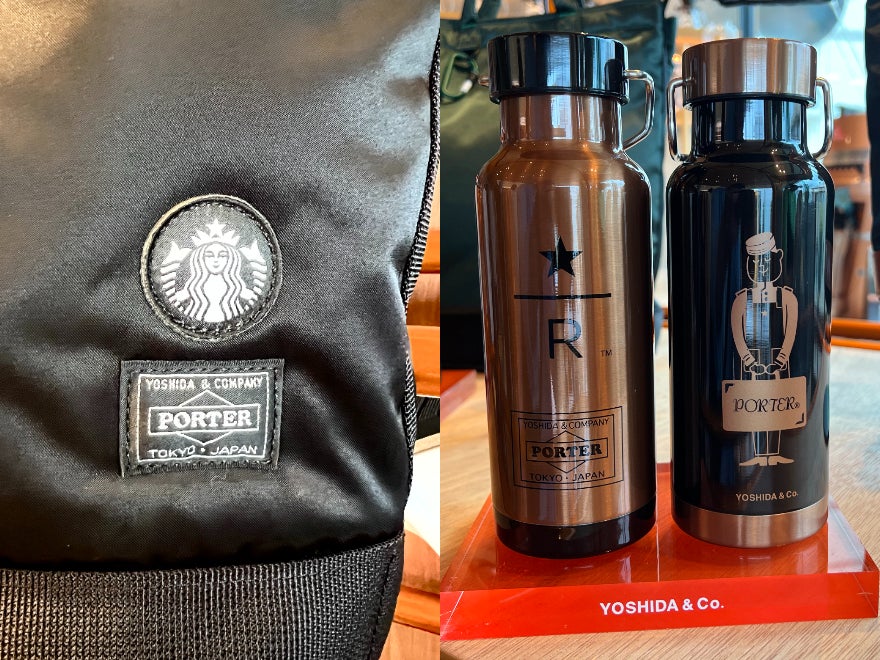 YOSHIDA & COMPANY
PORTER
TOKYO・JAPAN
R
TM
YOSHIDA & COMPANY
PORTER
TOKYO・JAPAN
PORTER®
YOSHIDA & Co.
YOSHIDA & Co.